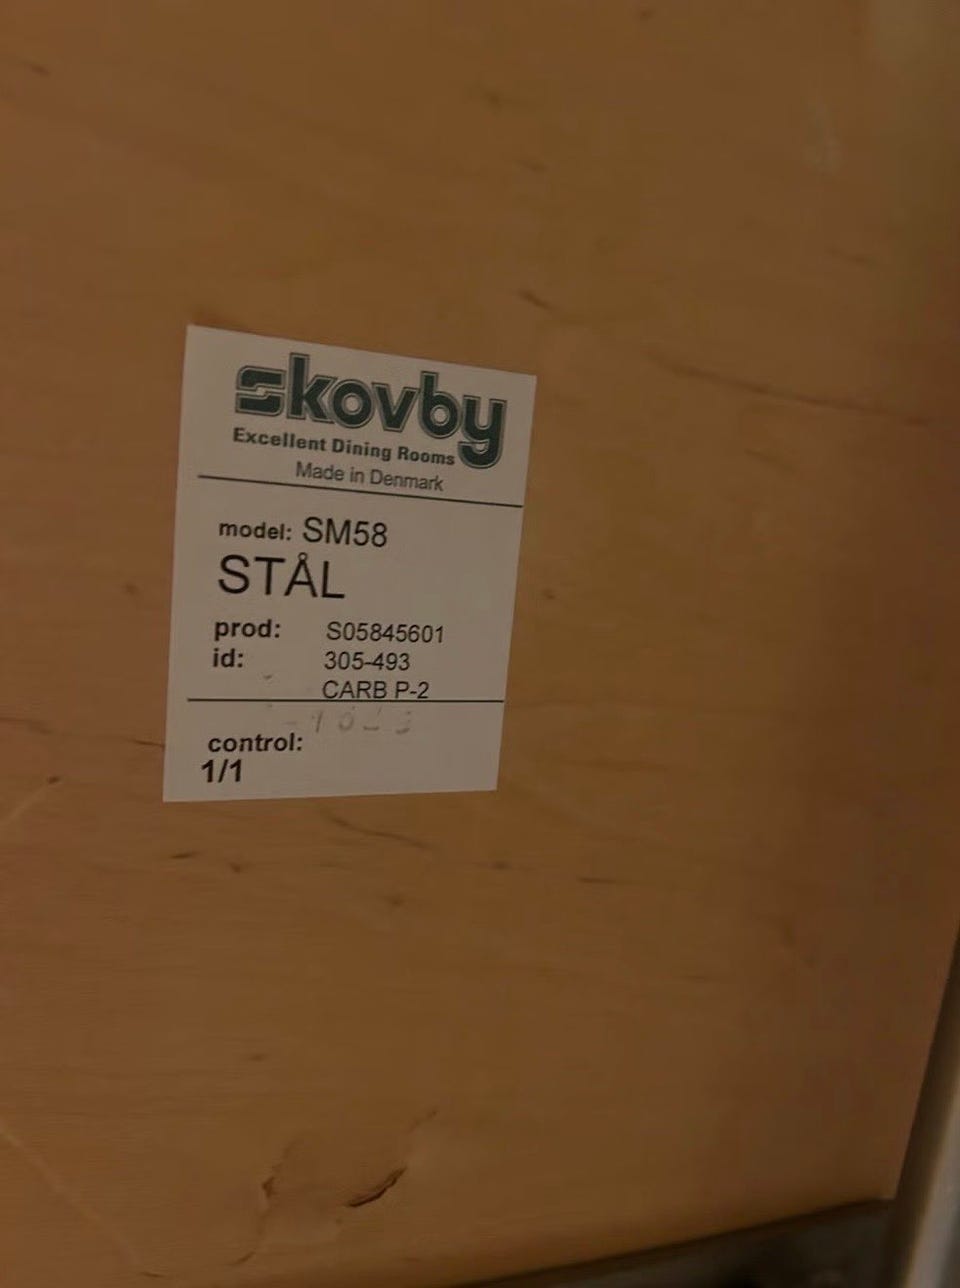 skovby
Excellent Dining Rooms
Made in Denmark
model: SM58
STÅL
prod: S05845601
id: 305-493
CARB P-2
control:
1/1